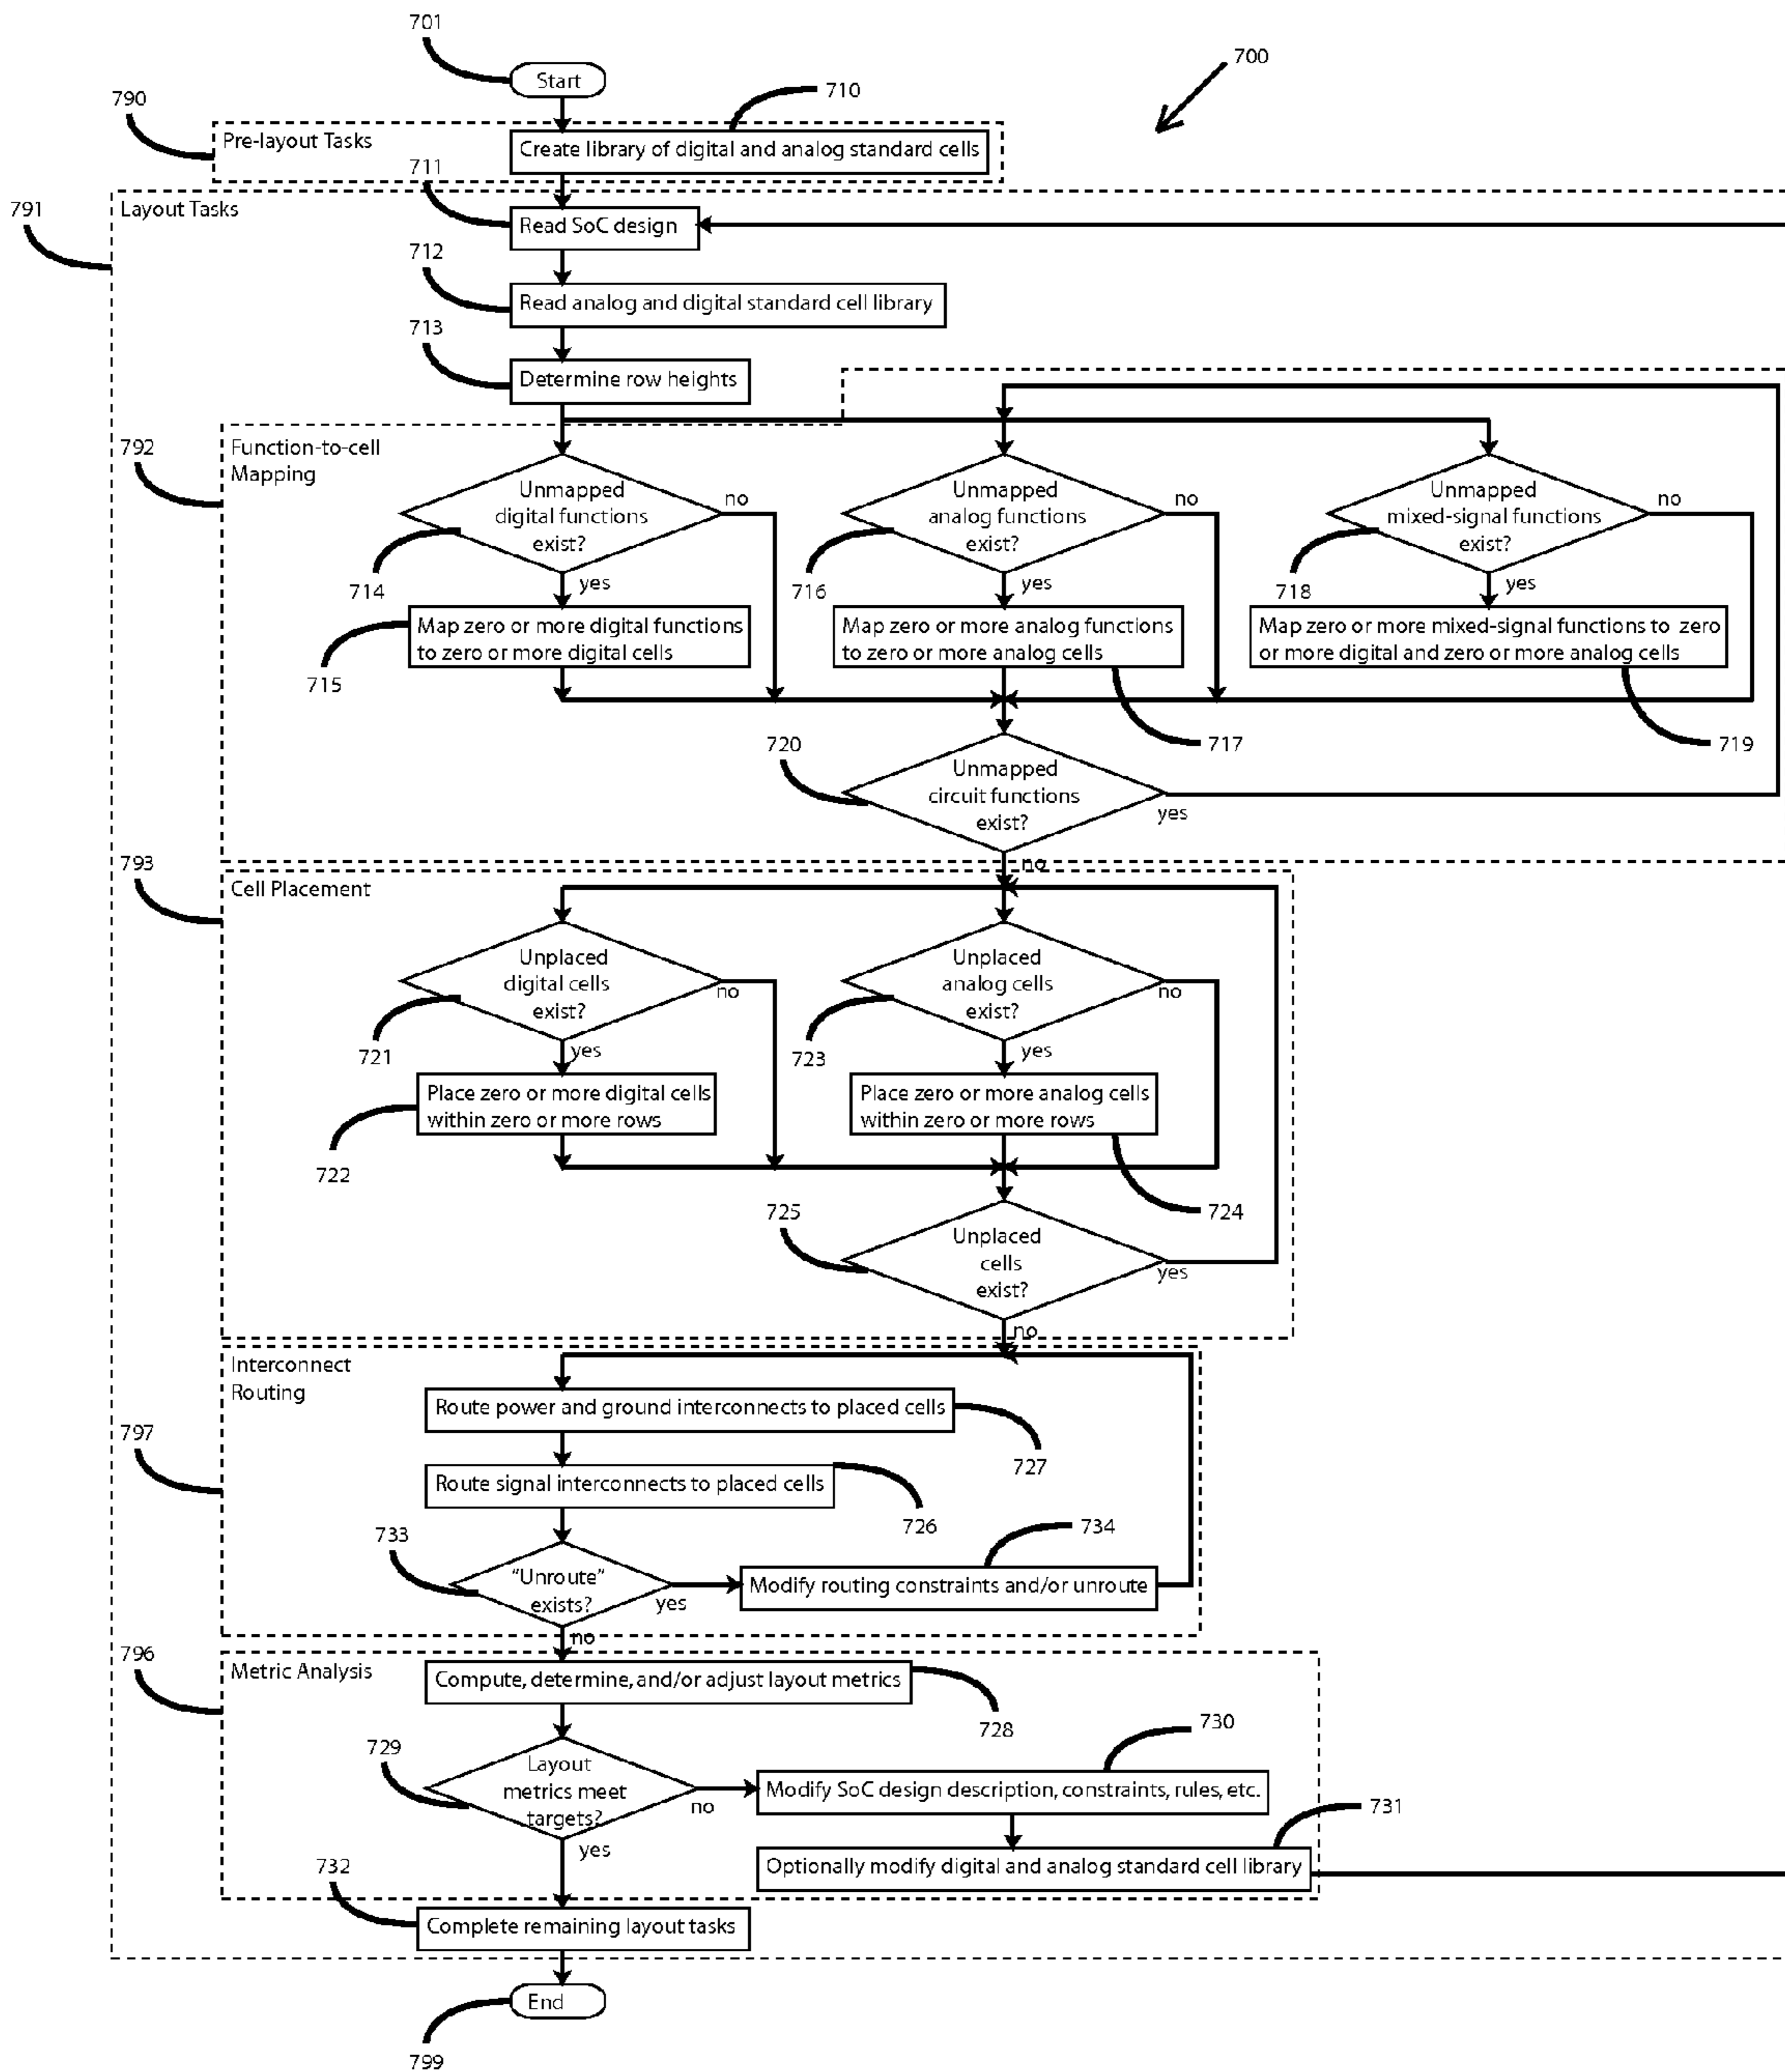 701
Start
700
790
710
Pre-layout Tasks
Create library of digital and analog standard cells
711
791
Layout Tasks
Read SoC design
712
Read analog and digital standard cell library
713
Determine row heights
792
Function-to-cell
Mapping
Unmapped
digital functions
exist?
no
Unmapped
analog functions
exist?
no
Unmapped
mixed-signal functions
exist?
no
714
yes
716
yes
718
yes
Map zero or more digital functions
to zero or more digital cells
Map zero or more analog functions
to zero or more analog cells
Map zero or more mixed-signal functions to zero
or more digital and zero or more analog cells
715
717
719
720
Unmapped
circuit functions
exist?
yes
no
793
Cell Placement
Unplaced
digital cells
exist?
no
Unplaced
analog cells
exist?
no
721
yes
723
yes
Place zero or more digital cells
within zero or more rows
Place zero or more analog cells
within zero or more rows
722
724
725
Unplaced
cells
exist?
yes
no
Interconnect
Routing
Route power and ground interconnects to placed cells
797
727
Route signal interconnects to placed cells
726
733
734
“Unroute”
exists?
yes
Modify routing constraints and/or unroute
no
796
Metric Analysis
Compute, determine, and/or adjust layout metrics
728
730
729
Layout
metrics meet
targets?
no
Modify SoC design description, constraints, rules, etc.
731
yes
Optionally modify digital and analog standard cell library
732
Complete remaining layout tasks
End
799